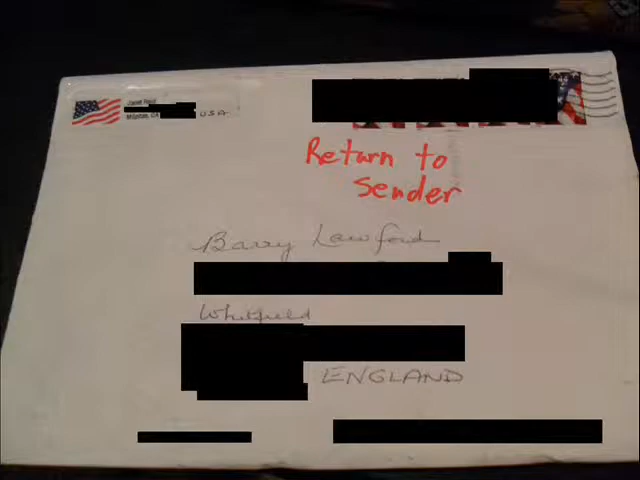 USA
Return to
Sender
Barry Lawford
Whitfield
ENGLAND